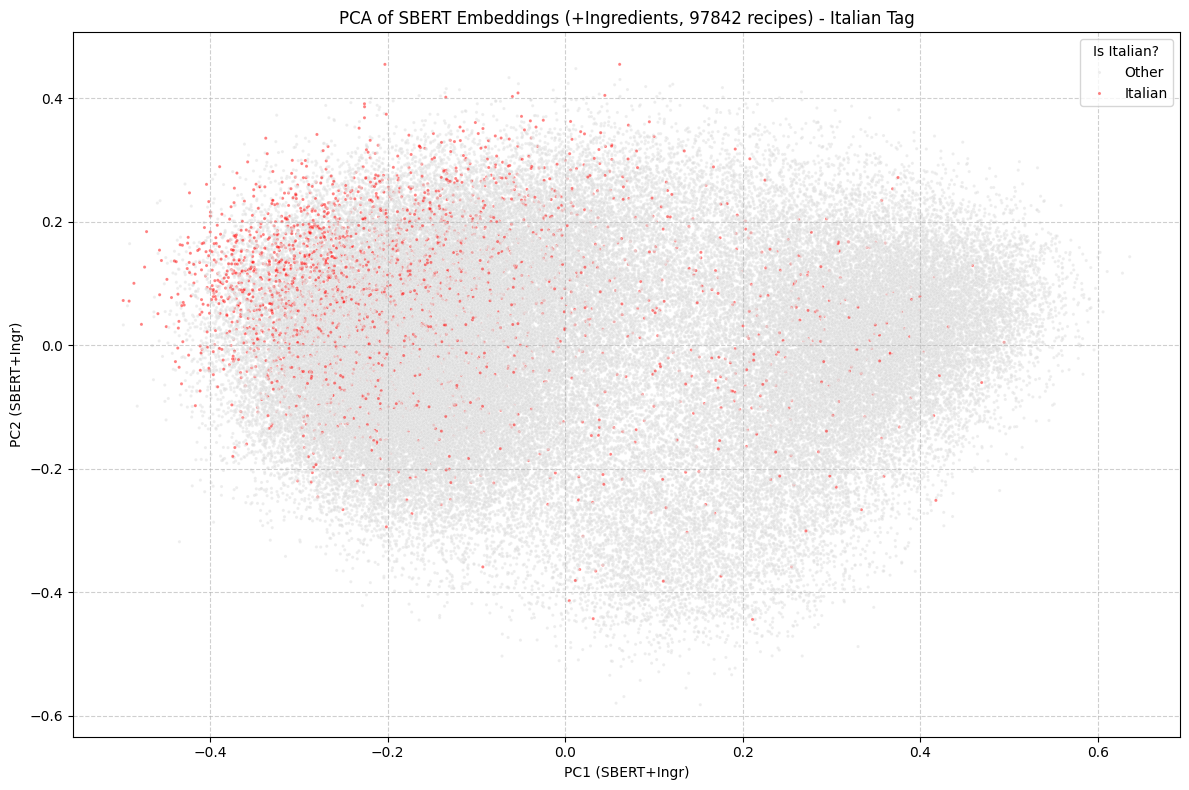 PCA of SBERT Embeddings (+Ingredients, 97842 recipes) - Italian Tag
Is Italian?
Other
Italian
PC2 (SBERT+Ingr)
0.4
0.2
0.0
−0.2
−0.4
−0.6
−0.4
−0.2
0.0
0.2
0.4
0.6
PC1 (SBERT+Ingr)